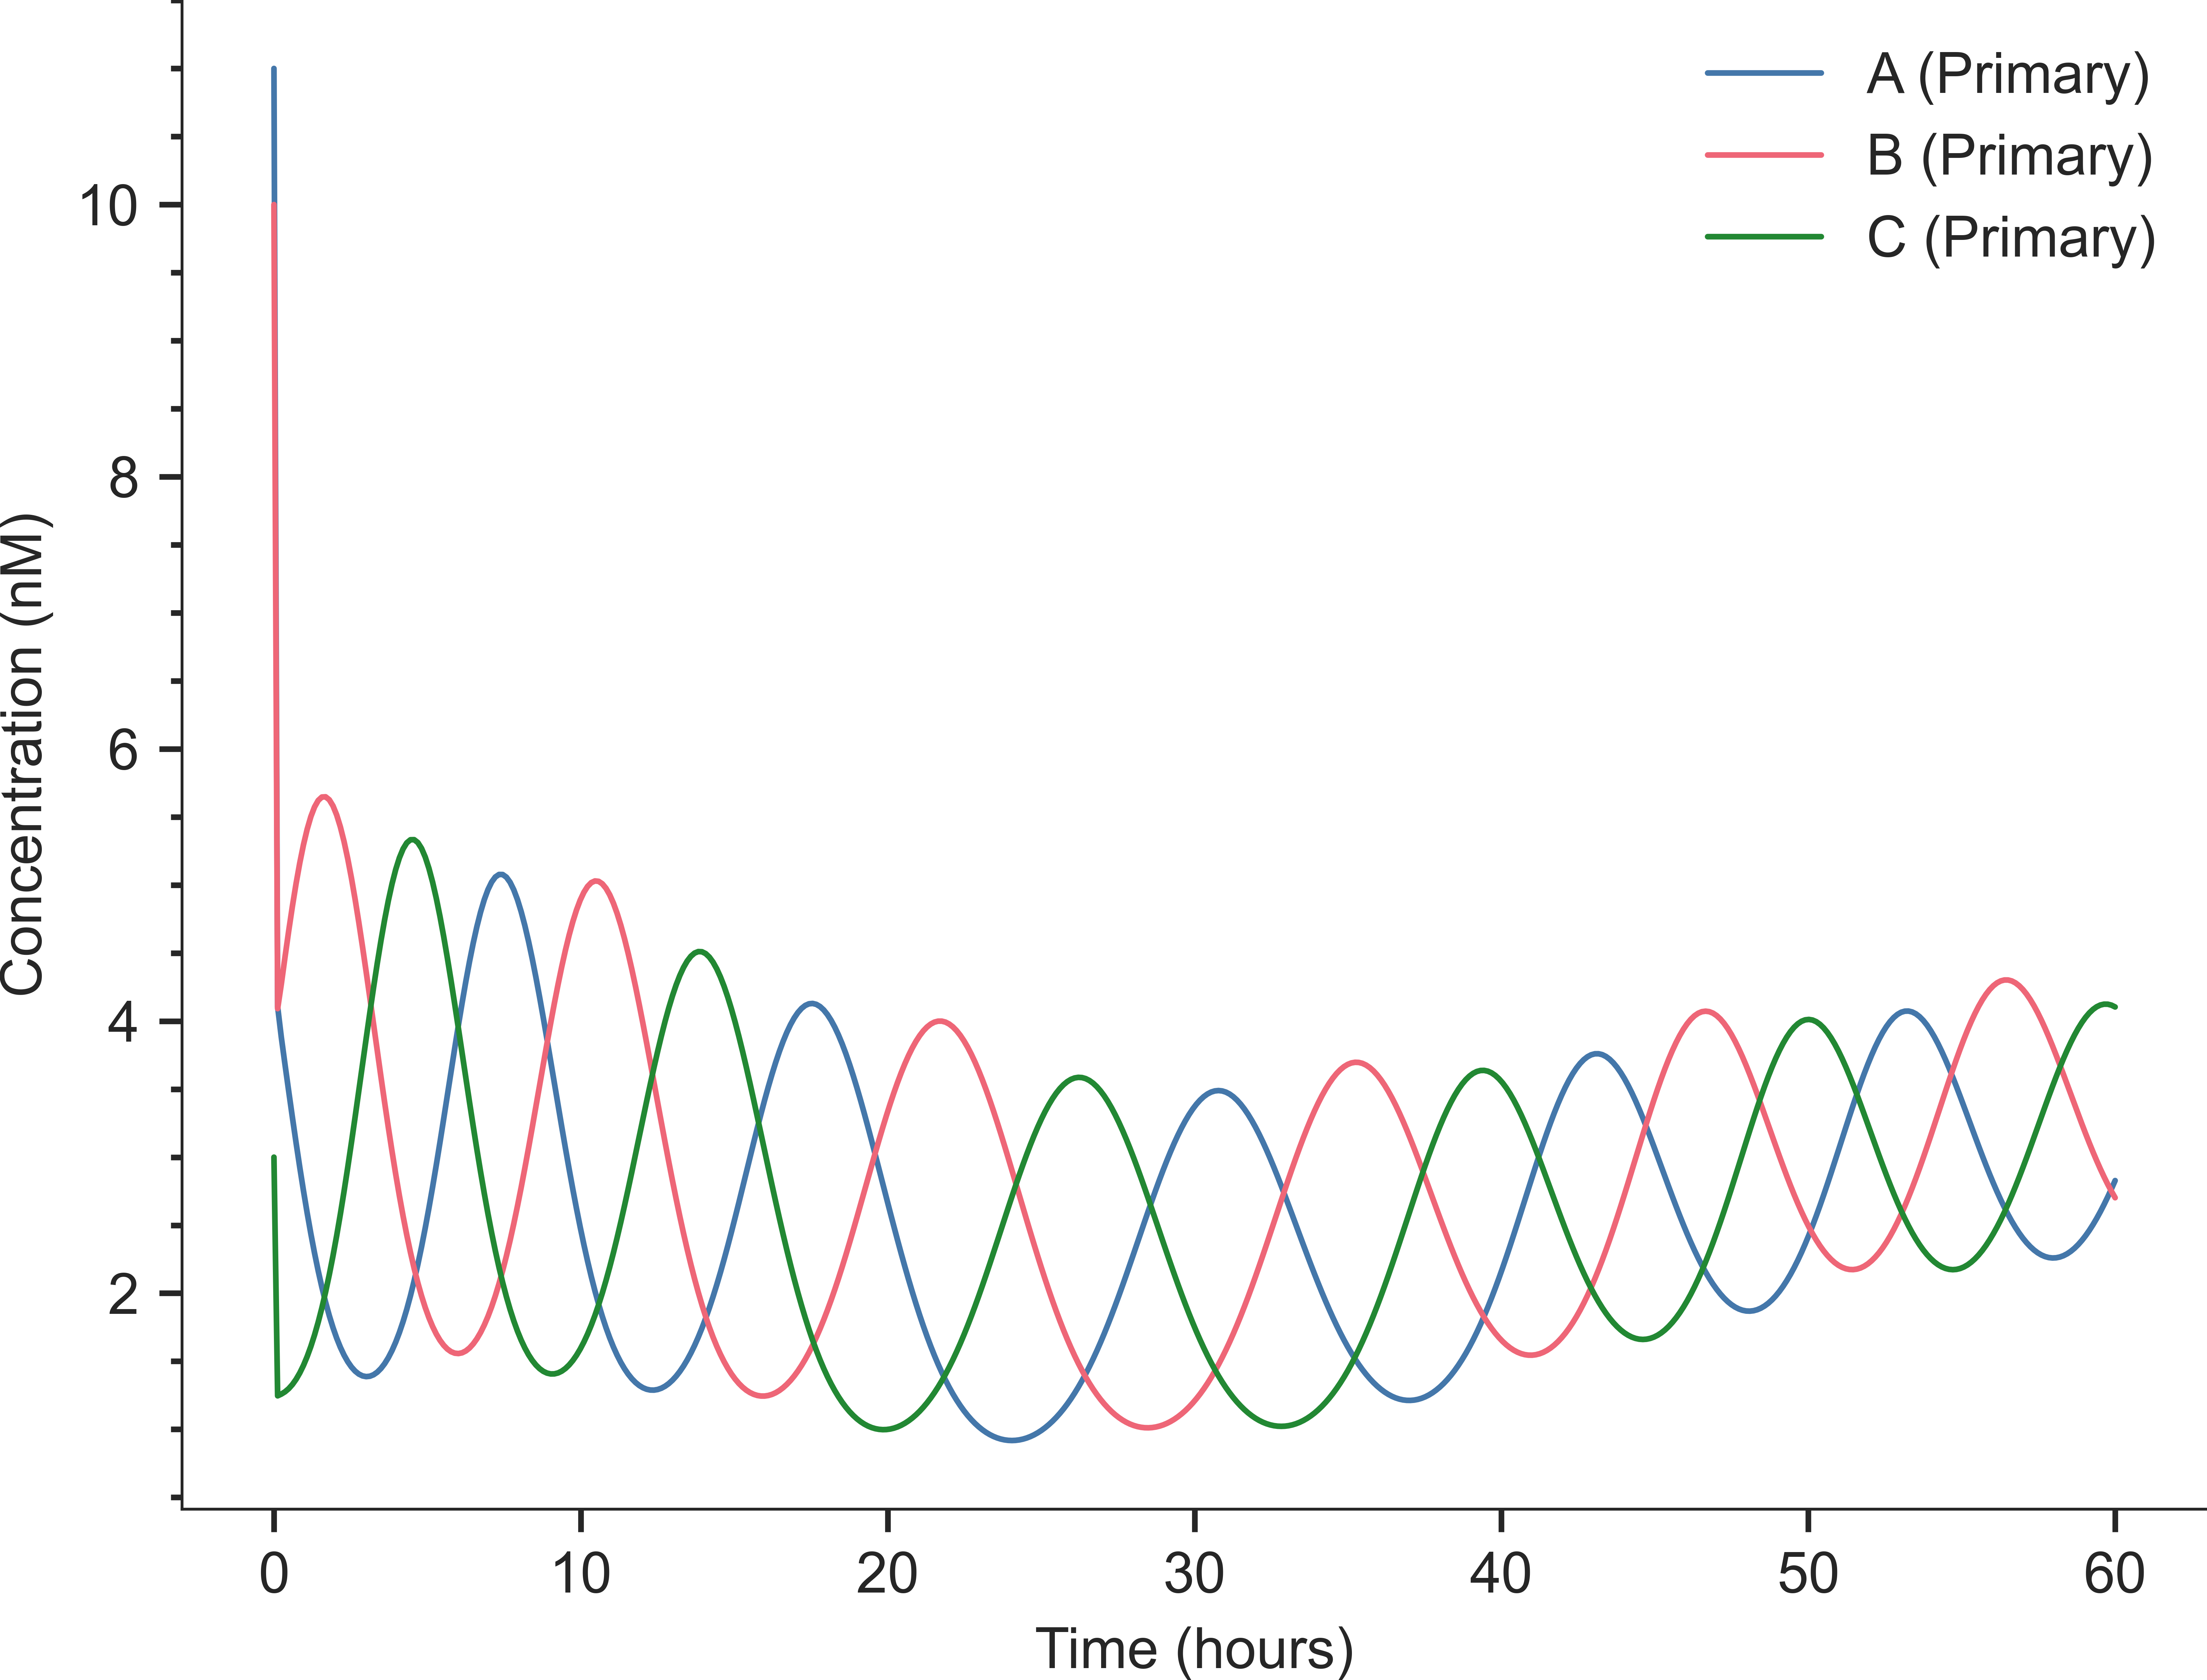 A (Primary)
B (Primary)
C (Primary)
Concentration (nM)
10
8
6
4
2
0 10 20 30 40 50 60
Time (hours)